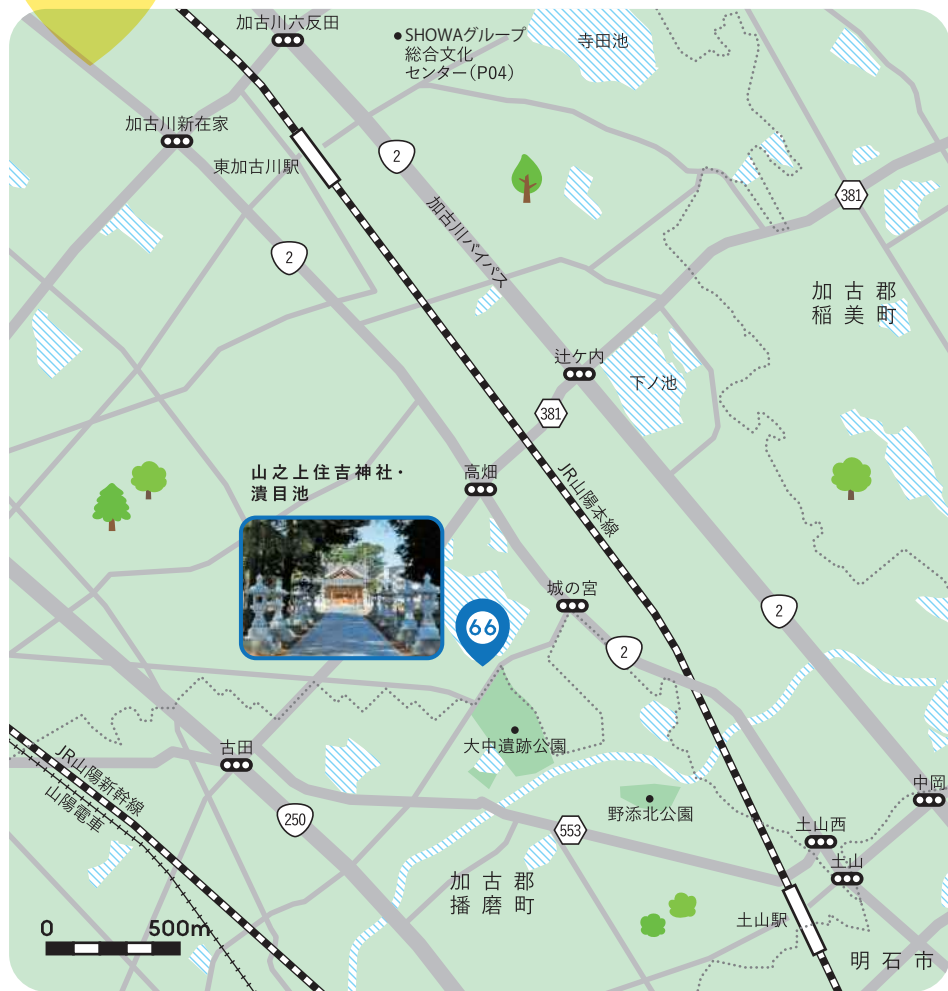 加古川六反田
SHOWAグループ
総合文化
センター(P04)
寺田池
加古川新在家
東加古川駅
2
381
加古川バイパス
2
加古郡
稲美町
辻ケ内
下ノ池
381
山之上住吉神社・
潰目池
高畑
JR山陽本線
城の宮
66
2
2
大中遺跡公園
古田
JR山陽新幹線
山陽電車
中岡
野添北公園
250
553
土山西
土山
加古郡
播磨町
土山駅
0 500m
明石市